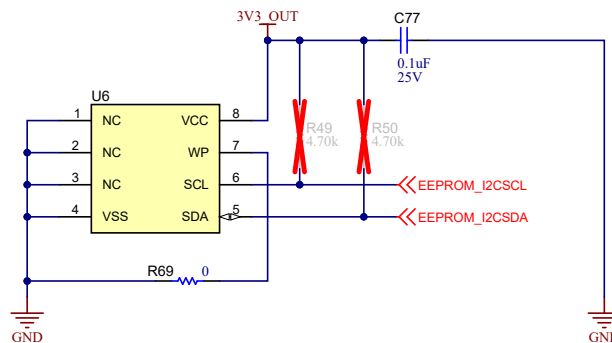 3V3_OUT
C77
0.1uF
25V
U6
1 NC VCC 8
2 NC WP 7
3 NC SCL 6
4 VSS SDA 5
R49
4.70k
R50
4.70k
EEPROM_I2CSCL
EEPROM_I2CSDA
R69 0
GND
GND